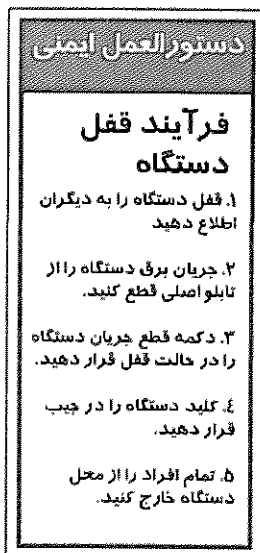 دستورالعمل ایمنی
فرآیند قفل
دستگاه
۱. قفل دستگاه را به دیگران
اطلاع دهید
۲. جریان برق دستگاه را از
تابلو اصلی قطع کنید.
۳. دکمه قطع جریان دستگاه
را در حالت قفل قرار دهید.
٤. کلید دستگاه را در جیب
قرار دهید.
۵. تمام افراد را از محل
دستگاه خارج کنید.